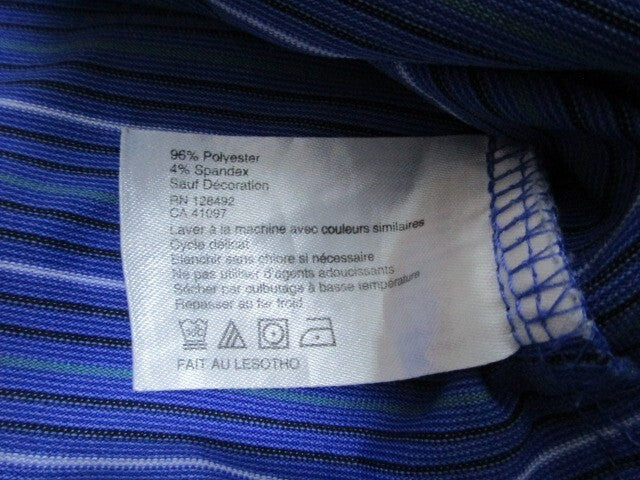 96% Polyester
4% Spandex
Sauf Décoration
RN 128492
CA 41097
Laver à la machine avec couleurs similaires
Cycle délicat
Blanchir sans chlore si nécessaire
Ne pas utiliser d'agents adoucissants
Sécher par culbutage à basse température
Repasser au fer froid
FAIT AU LESOTHO